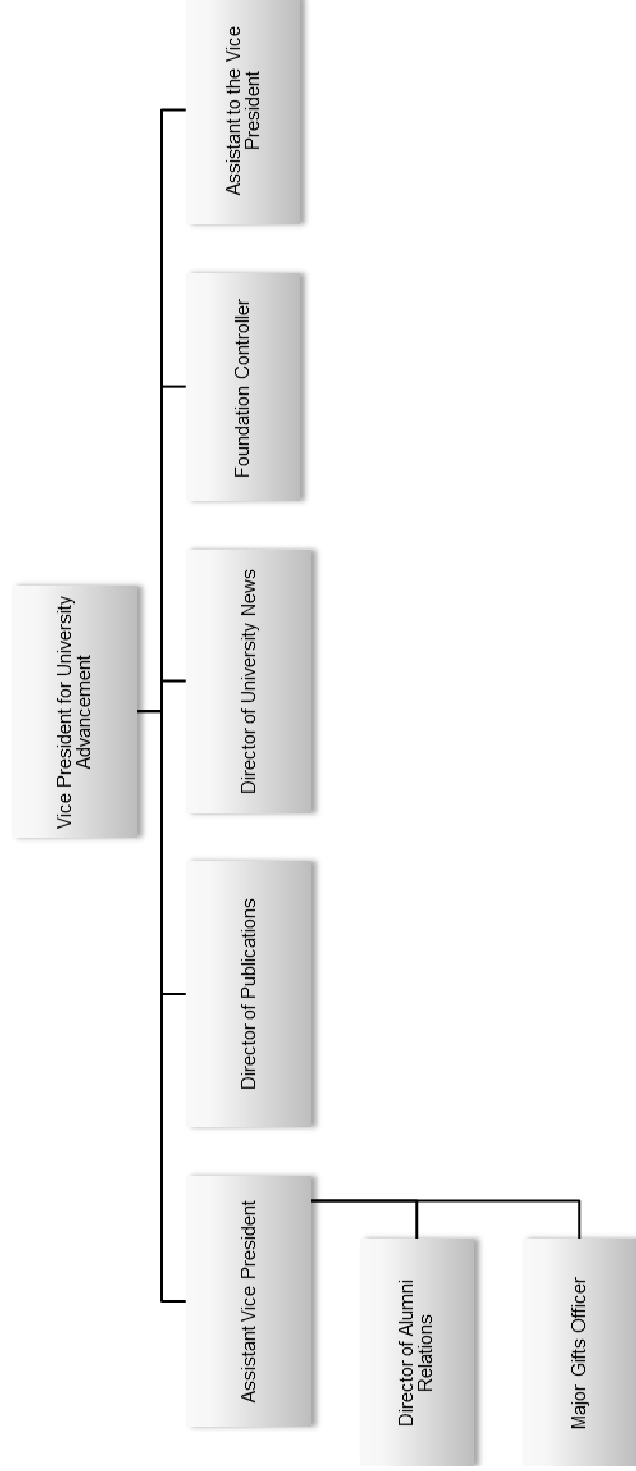 Vice President for University
Advancement
Assistant Vice President
Director of Publications
Director of University News
Foundation Controller
Assistant to the Vice
President
Director of Alumni
Relations
Major Gifts Officer